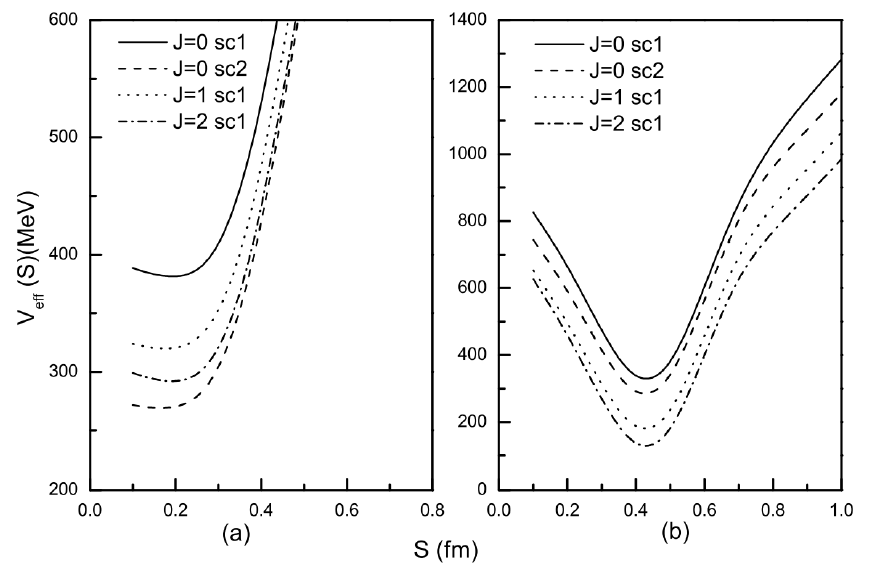 600
500
400
300
200
V_eff (S)(MeV)
J=0 sc1
J=0 sc2
J=1 sc1
J=2 sc1
0.0 0.2 0.4 0.6 0.8
(a)
1400
1200
1000
800
600
400
200
0
J=0 sc1
J=0 sc2
J=1 sc1
J=2 sc1
0.0 0.2 0.4 0.6 0.8 1.0
(b)
S (fm)